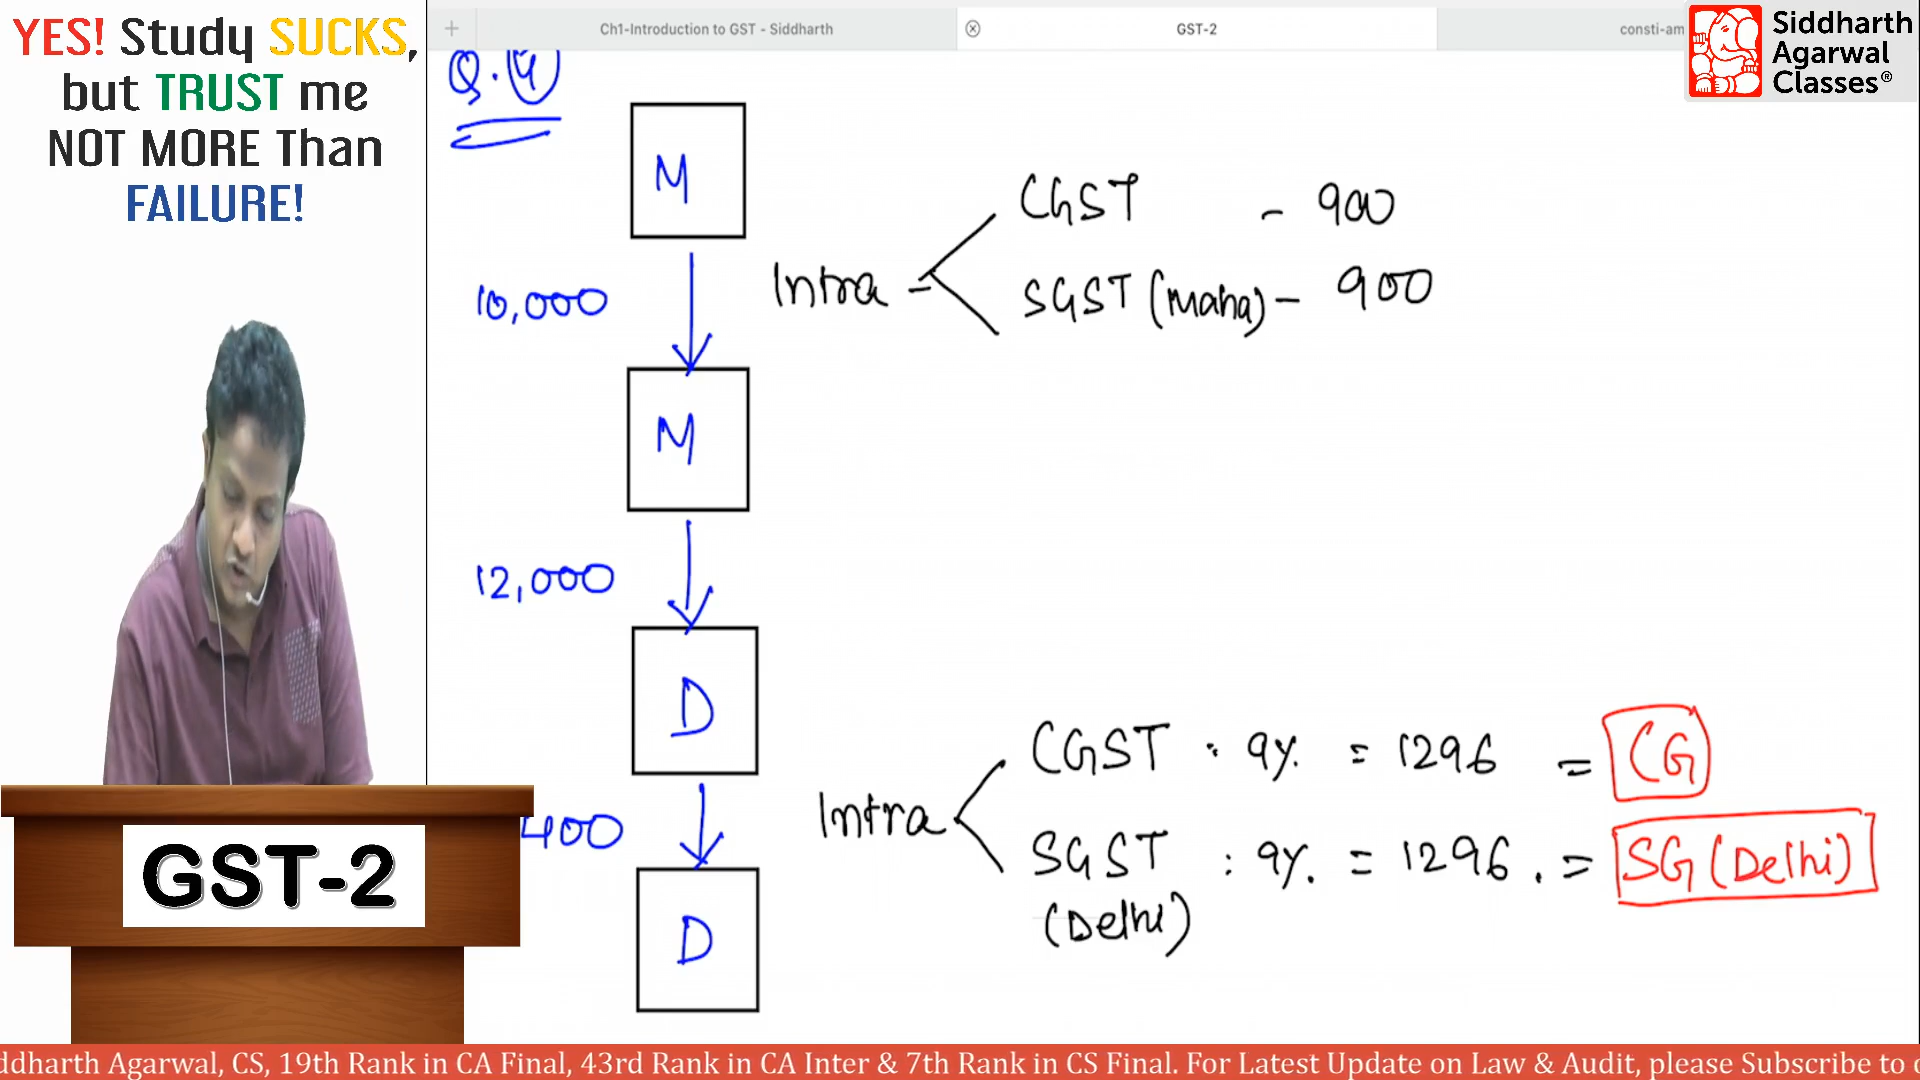 YES! Study SUCKS,
but TRUST me
NOT MORE Than
FAILURE!
Ch1-Introduction to GST - Siddharth
GST-2
consti-am
Siddharth
Agarwal
Classes®
Q.(4)
M
CGST - 900
10,000
Intra
SGST (Maha) - 900
M
12,000
D
CGST : 9% = 1296 = CG
400
Intra
SGST : 9%. = 1296. = SG (Delhi)
(Delhi)
D
GST-2
ddharth Agarwal, CS, 19th Rank in CA Final, 43rd Rank in CA Inter & 7th Rank in CS Final. For Latest Update on Law & Audit, please Subscribe to